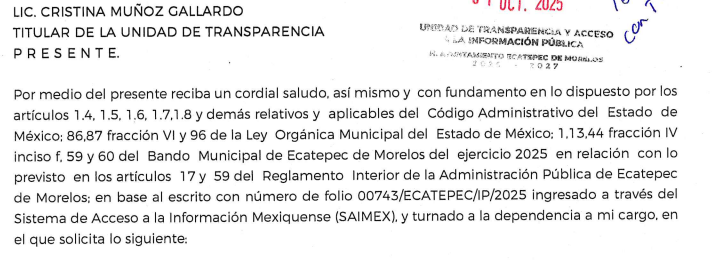 LIC. CRISTINA MUÑOZ GALLARDO
TITULAR DE LA UNIDAD DE TRANSPARENCIA
P R E S E N T E.
OCT. 2025
UNIDAD DE TRANSPARENCIA Y ACCESO
A LA INFORMACIÓN PÚBLICA
H. AYUNTAMIENTO ECATEPEC DE MORELOS
2025 - 2027
con
Por medio del presente reciba un cordial saludo, así mismo y con fundamento en lo dispuesto por los
artículos 1.4, 1.5, 1.6, 1.7,1.8 y demás relativos y aplicables del Código Administrativo del Estado de
México; 86,87 fracción VI y 96 de la Ley Orgánica Municipal del Estado de México; 1,13,44 fracción IV
inciso f, 59 y 60 del Bando Municipal de Ecatepec de Morelos del ejercicio 2025 en relación con lo
previsto en los artículos 17 y 59 del Reglamento Interior de la Administración Pública de Ecatepec
de Morelos; en base al escrito con número de folio 00743/ECATEPEC/IP/2025 ingresado a través del
Sistema de Acceso a la Información Mexiquense (SAIMEX), y turnado a la dependencia a mi cargo, en
el que solicita lo siguiente: